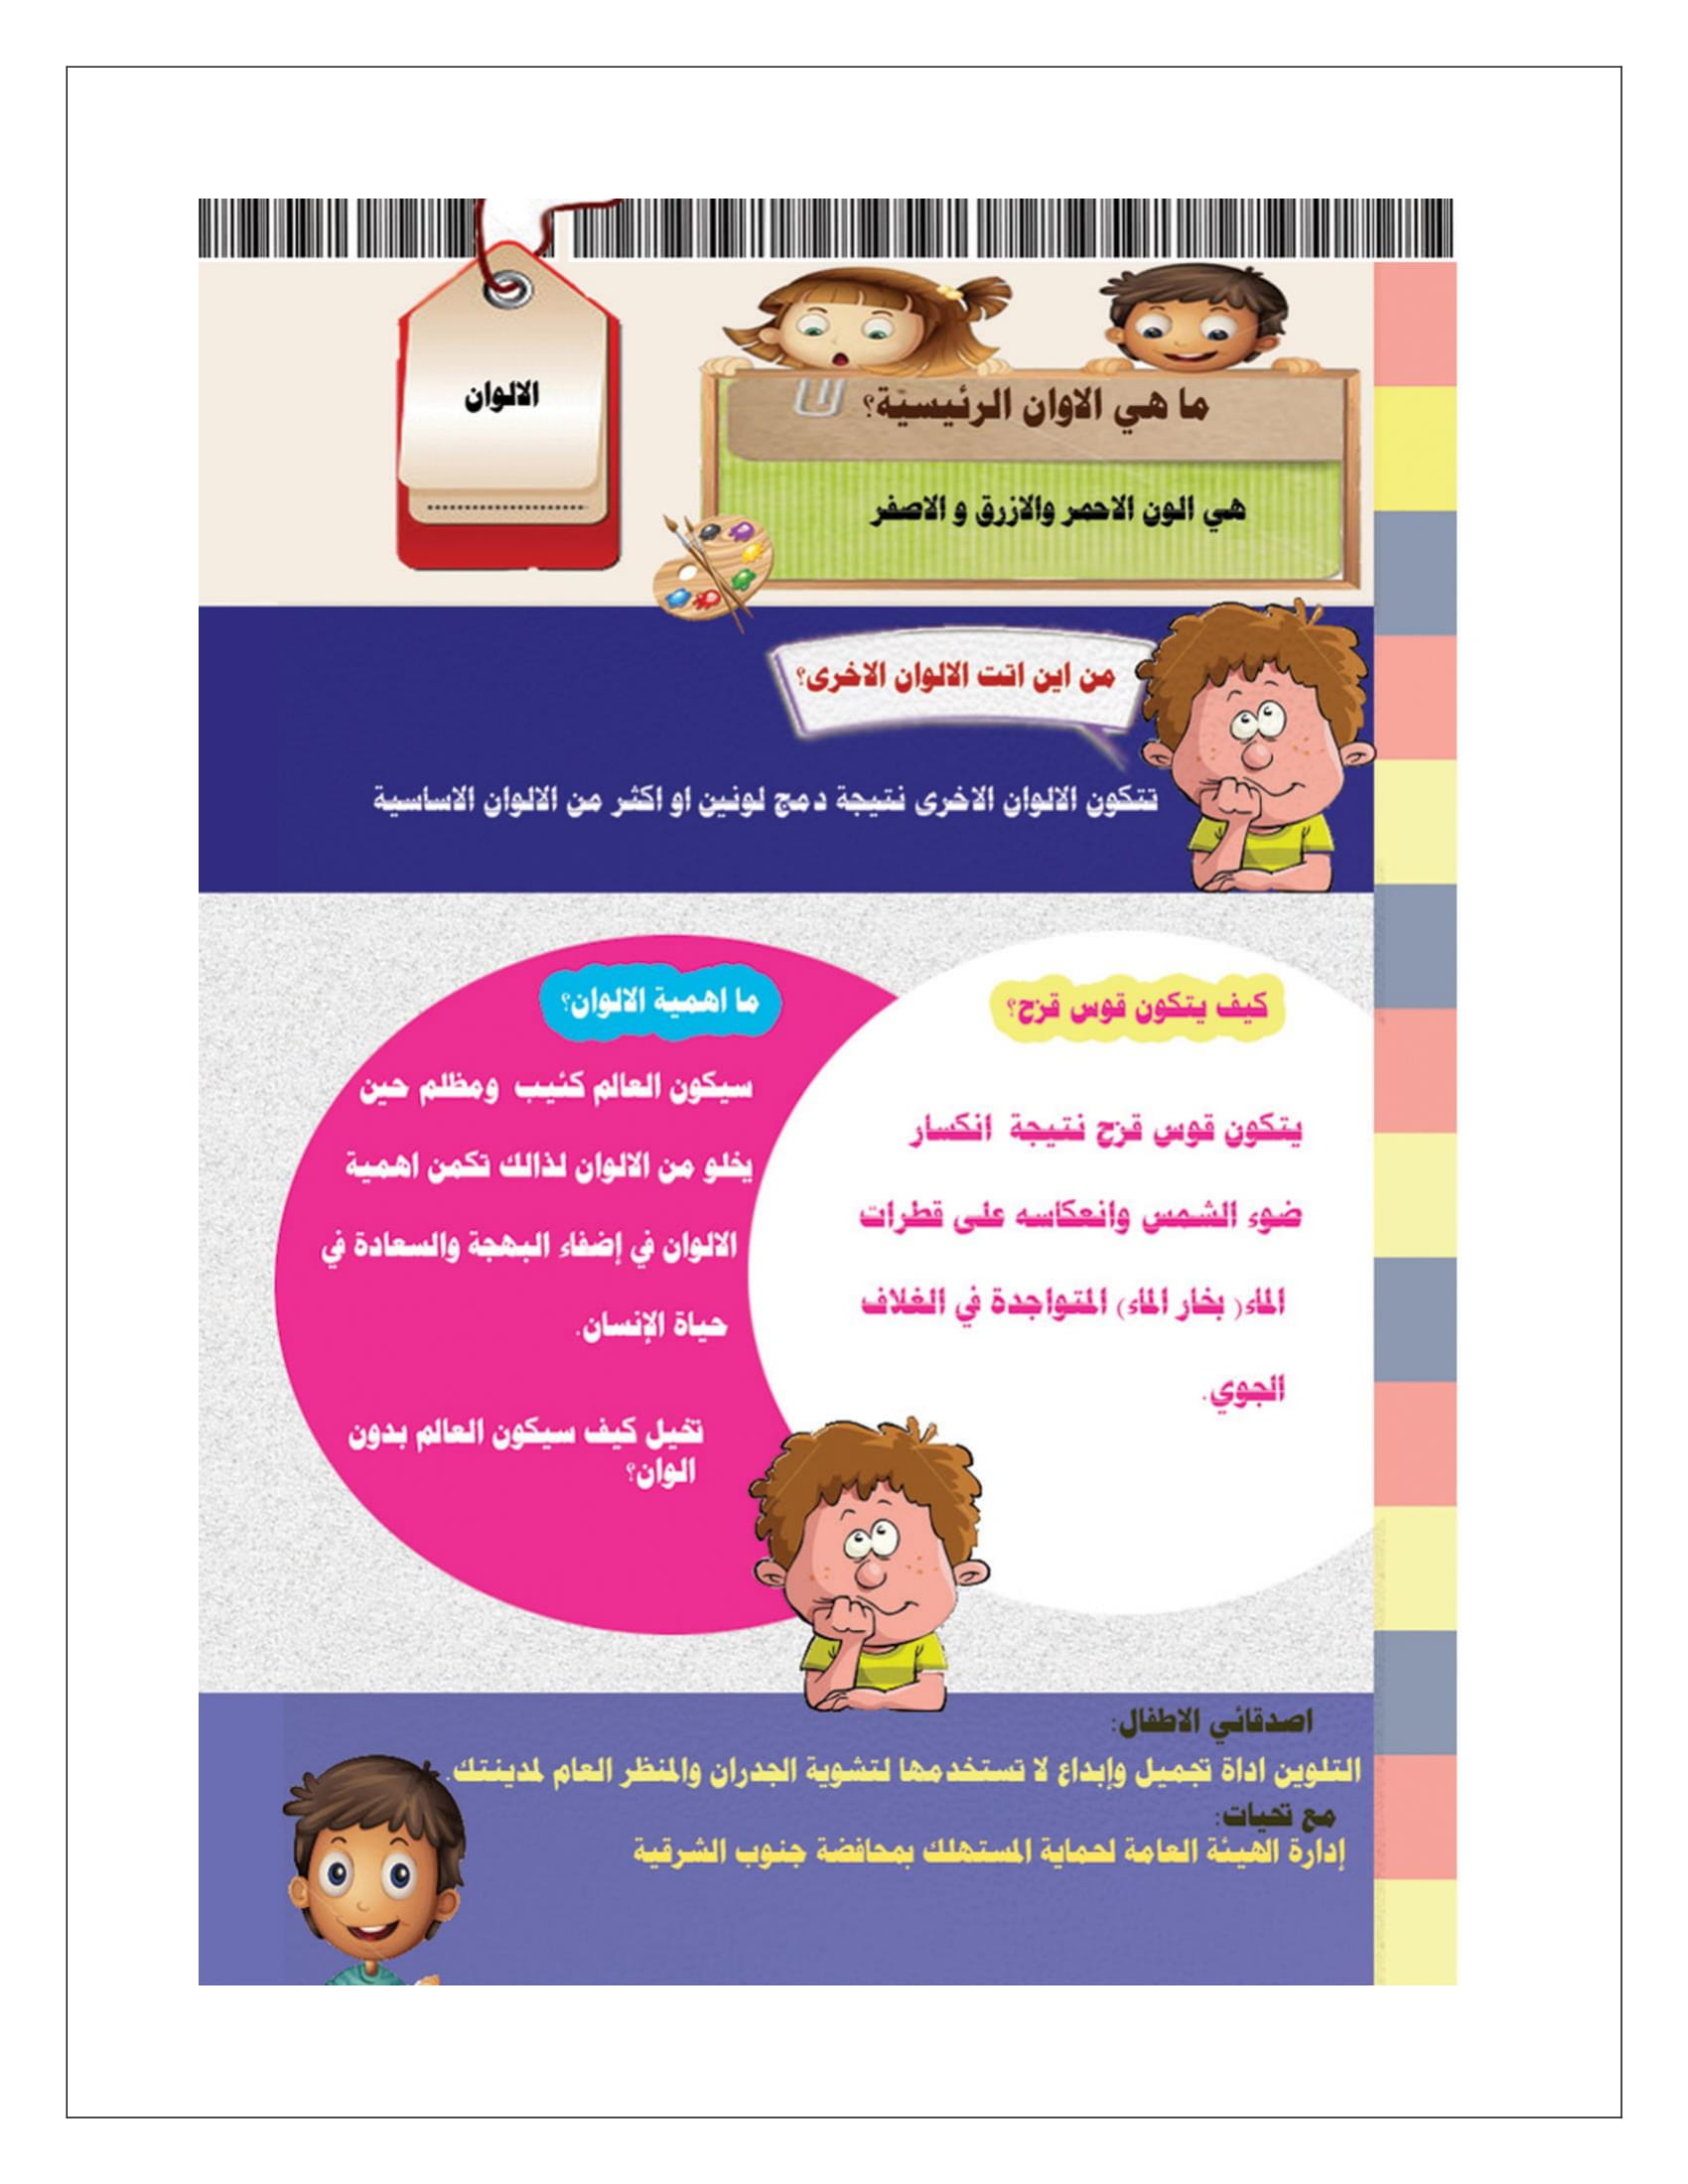 الالوان
ما هي الاوان الرئيسية؟
هي الون الاحمر والازرق و الاصفر
من اين اتت الالوان الاخرى؟
تتكون الالوان الاخرى نتيجة دمج لونين او اكثر من الالوان الاساسية
كيف يتكون قوس قزح؟
يتكون قوس قزح نتيجة انكسار
ضوء الشمس وانعكاسه على قطرات
الماء( بخار الماء) المتواجدة في الغلاف
الجوي.
ما اهمية الالوان؟
سيكون العالم كئيب ومظلم حين
يخلو من الالوان لذالك تكمن اهمية
الالوان في إضفاء البهجة والسعادة في
حياة الإنسان.
تخيل كيف سيكون العالم بدون
الوان؟
اصدقائي الاطفال:
التلوين اداة تجميل وإبداع لا تستخدمها لتشوية الجدران والمنظر العام لمدينتك.
مع تحيات:
إدارة الهيئة العامة لحماية المستهلك بمحافضة جنوب الشرقية